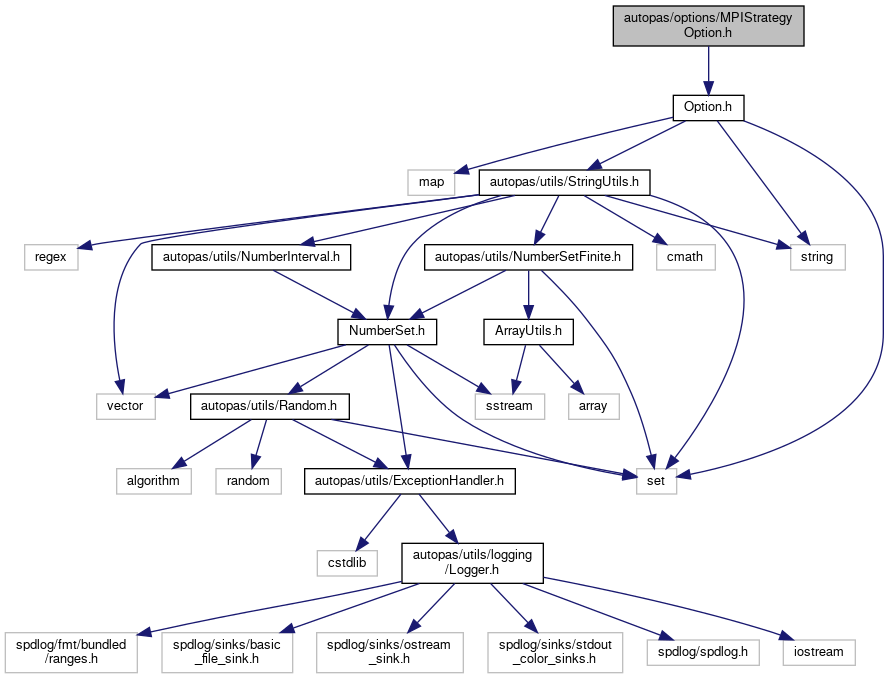 autopas/options/MPIStrategy
Option.h
Option.h
map
autopas/utils/StringUtils.h
regex
autopas/utils/NumberInterval.h
autopas/utils/NumberSetFinite.h
cmath
string
NumberSet.h
ArrayUtils.h
vector
autopas/utils/Random.h
sstream
array
algorithm
random
autopas/utils/ExceptionHandler.h
set
cstdlib
autopas/utils/logging
/Logger.h
spdlog/fmt/bundled
/ranges.h
spdlog/sinks/basic
_file_sink.h
spdlog/sinks/ostream
_sink.h
spdlog/sinks/stdout
_color_sinks.h
spdlog/spdlog.h
iostream